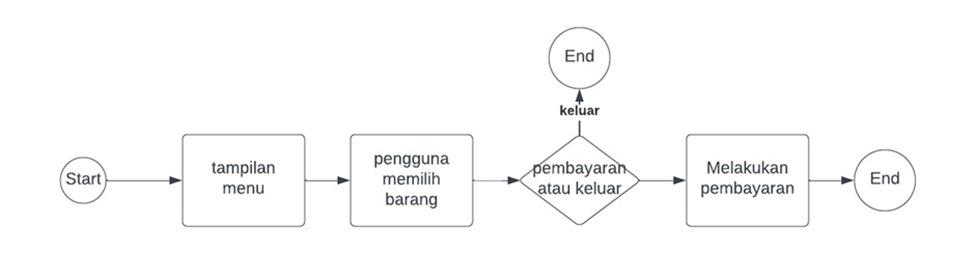 Start
tampilan
menu
pengguna
memilih
barang
pembayaran
atau keluar
keluar
End
Melakukan
pembayaran
End